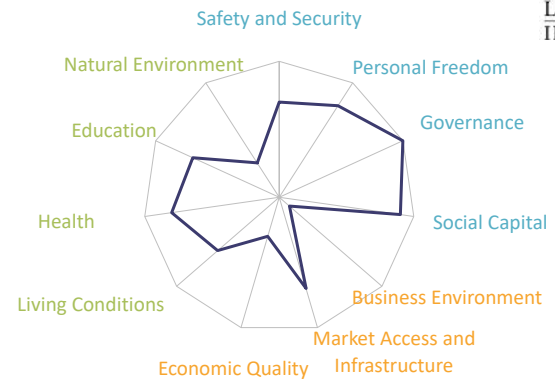 Safety and Security
Natural Environment
Personal Freedom
Education
Governance
Health
Social Capital
Living Conditions
Business Environment
Market Access and
Infrastructure
Economic Quality